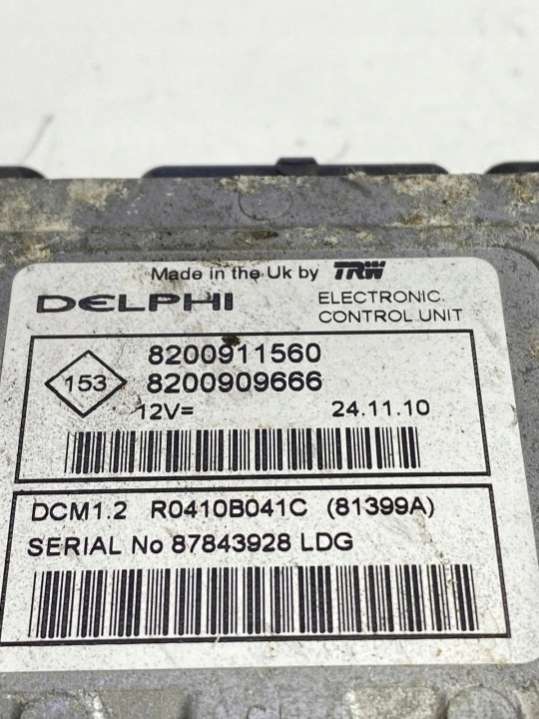 Made in the Uk by TRW
DELPHI
ELECTRONIC
CONTROL UNIT
153
8200911560
8200909666
12V=
24.11.10
DCM1.2 R0410B041C (81399A)
SERIAL No 87843928 LDG